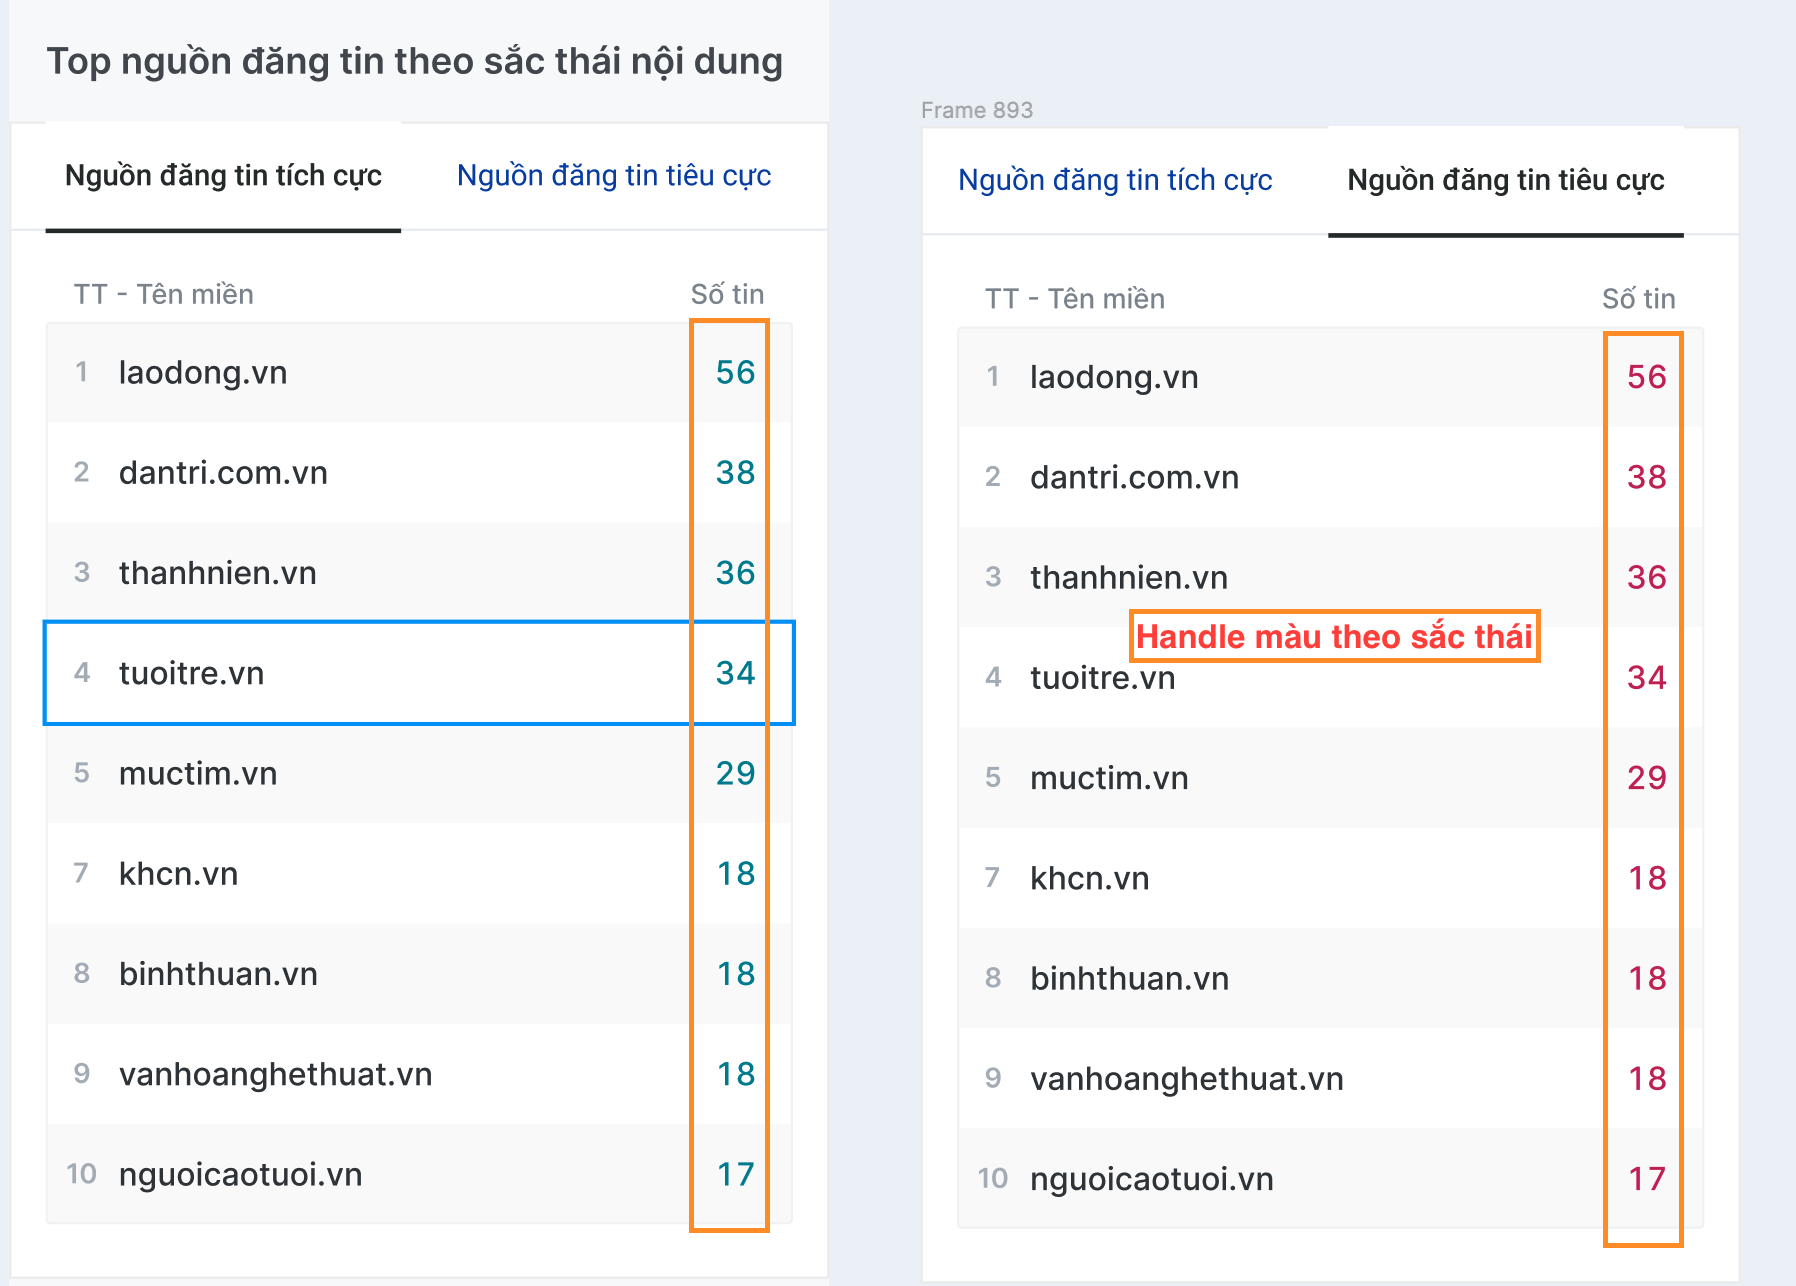 Top nguồn đăng tin theo sắc thái nội dung
Nguồn đăng tin tích cực
Nguồn đăng tin tiêu cực
TT - Tên miền
Số tin
1 laodong.vn 56
2 dantri.com.vn 38
3 thanhnien.vn 36
4 tuoitre.vn 34
5 muctim.vn 29
7 khcn.vn 18
8 binhthuan.vn 18
9 vanhoanghethuat.vn 18
10 nguoicaotuoi.vn 17
Frame 893
Nguồn đăng tin tích cực
Nguồn đăng tin tiêu cực
TT - Tên miền
Số tin
1 laodong.vn 56
2 dantri.com.vn 38
3 thanhnien.vn 36
Handle màu theo sắc thái
4 tuoitre.vn 34
5 muctim.vn 29
7 khcn.vn 18
8 binhthuan.vn 18
9 vanhoanghethuat.vn 18
10 nguoicaotuoi.vn 17